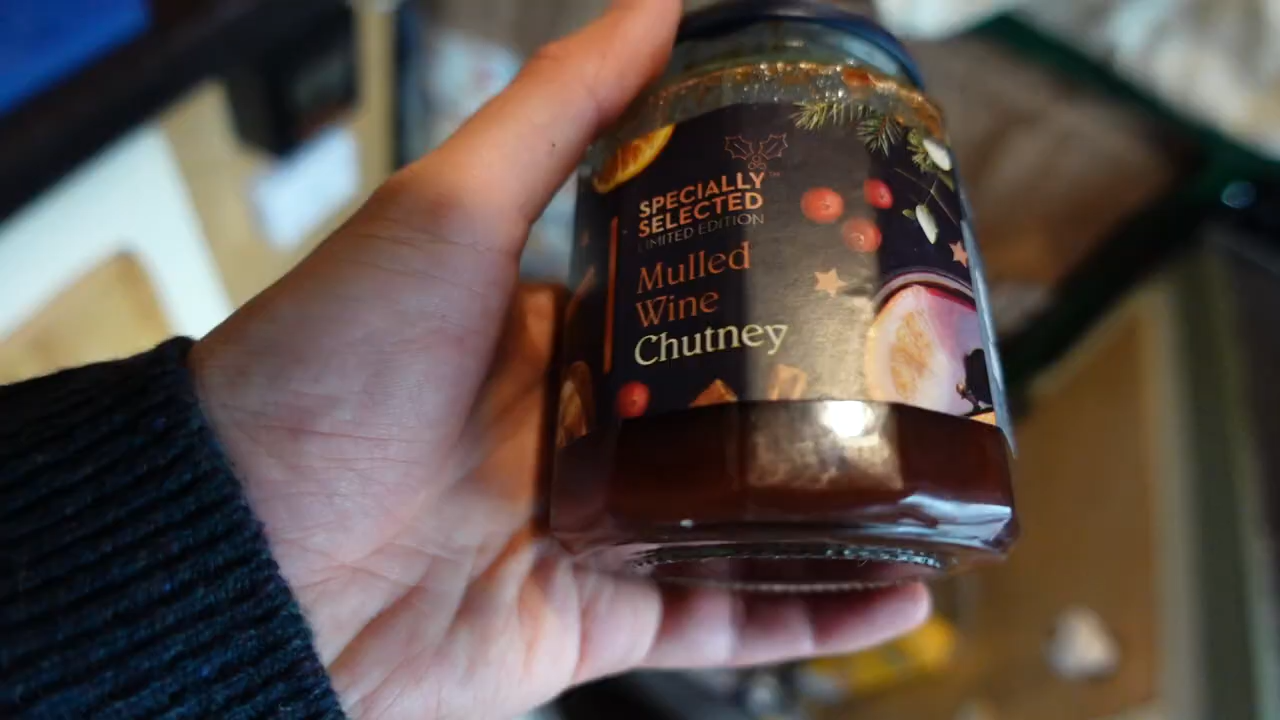 SPECIALLY
SELECTED
LIMITED EDITION
Mulled
Wine
Chutney